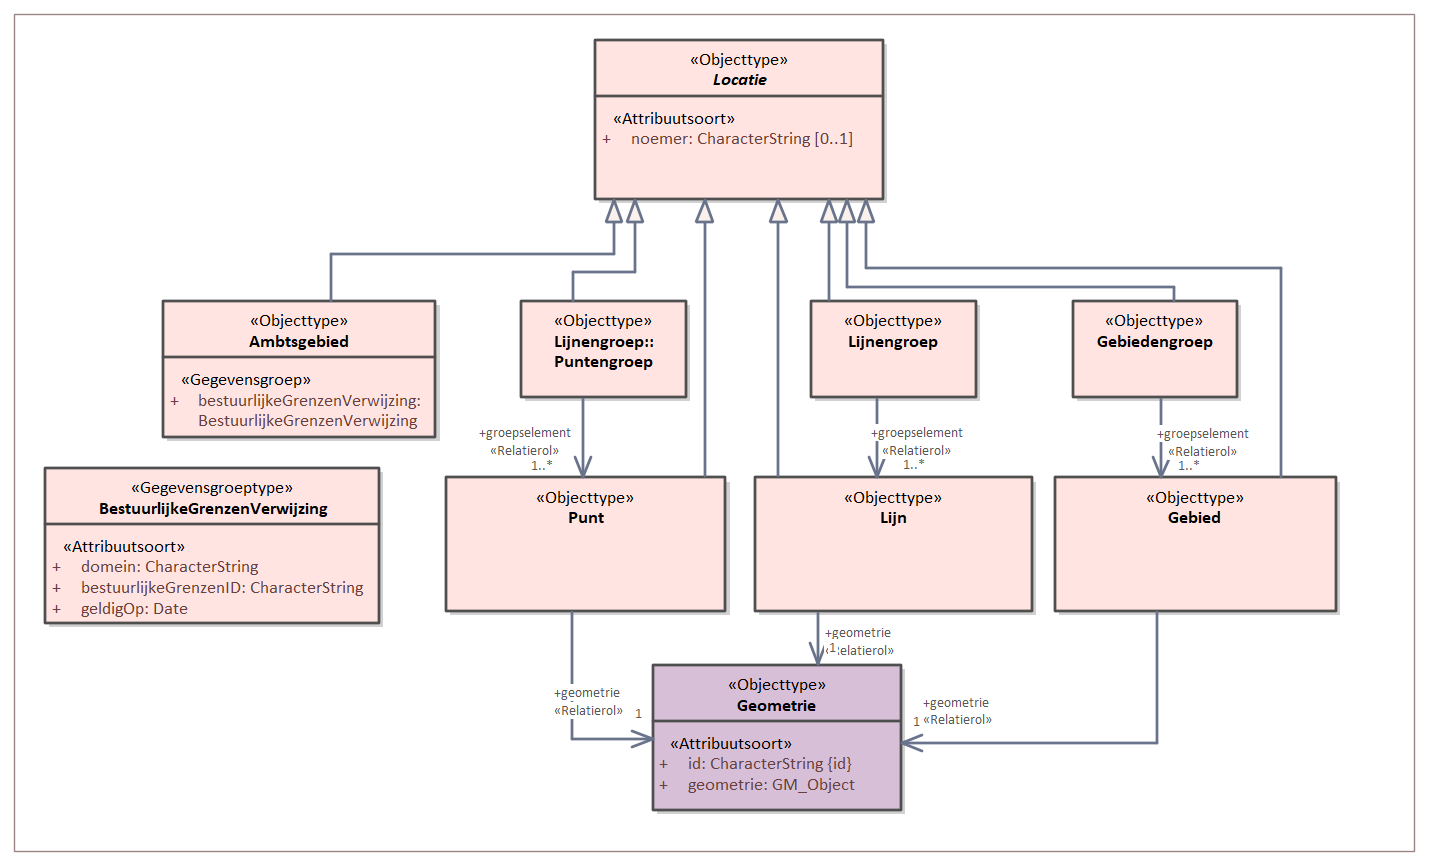 «Objecttype»
Locatie
«Attribuutsoort»
+ noemer: CharacterString [0..1]
«Objecttype»
Ambtsgebied
«Gegevensgroep»
+ bestuurlijkeGrenzenVerwijzing:
BestuurlijkeGrenzenVerwijzing
«Objecttype»
Lijnengroep::
Puntengroep
«Objecttype»
Lijnengroep
«Objecttype»
Gebiedengroep
+groepselement
«Relatierol»
1..*
+groepselement
«Relatierol»
1..*
+groepselement
«Relatierol»
1..*
«Gegevensgroeptype»
BestuurlijkeGrenzenVerwijzing
«Attribuutsoort»
+ domein: CharacterString
+ bestuurlijkeGrenzenID: CharacterString
+ geldigOp: Date
«Objecttype»
Punt
«Objecttype»
Lijn
«Objecttype»
Gebied
+geometrie
«Relatierol»
1
+geometrie
1
elatierol»
+geometrie
1 «Relatierol»
«Objecttype»
Geometrie
«Attribuutsoort»
+ id: CharacterString {id}
+ geometrie: GM_Object